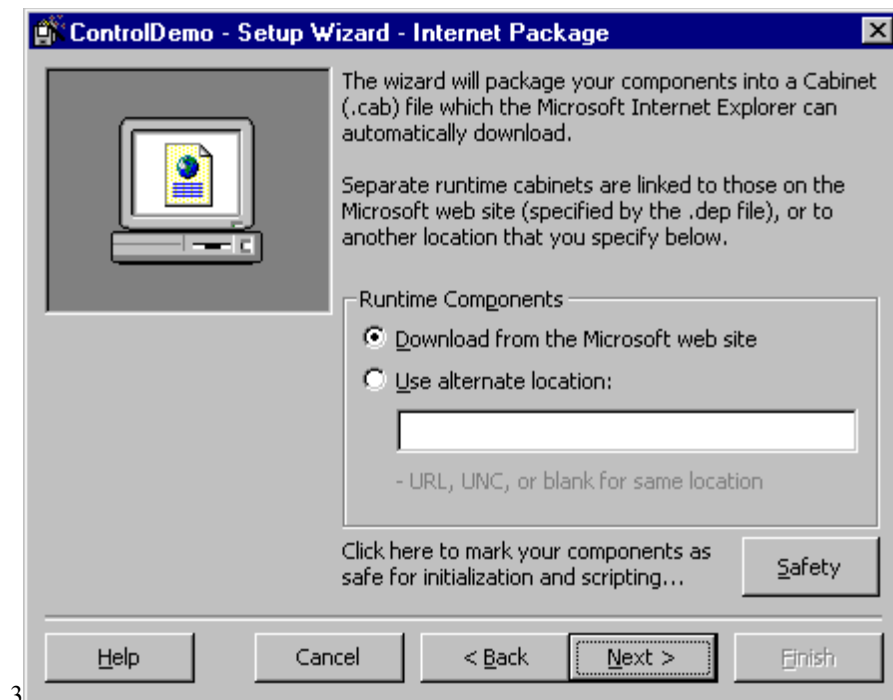 ControlDemo - Setup Wizard - Internet Package
The wizard will package your components into a Cabinet
(.cab) file which the Microsoft Internet Explorer can
automatically download.
Separate runtime cabinets are linked to those on the
Microsoft web site (specified by the .dep file), or to
another location that you specify below.
Runtime Components
Download from the Microsoft web site
Use alternate location:
- URL, UNC, or blank for same location
Click here to mark your components as
safe for initialization and scripting...
Safety
Help
Cancel
< Back
Next >
Finish
3